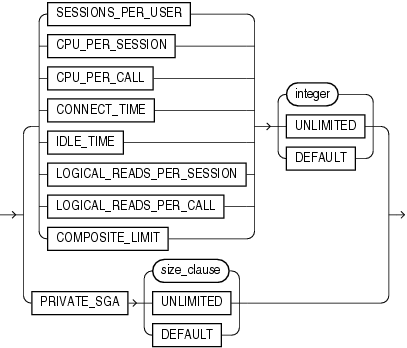 SESSIONS_PER_USER
CPU_PER_SESSION
CPU_PER_CALL
CONNECT_TIME
IDLE_TIME
LOGICAL_READS_PER_SESSION
LOGICAL_READS_PER_CALL
COMPOSITE_LIMIT
integer
UNLIMITED
DEFAULT
PRIVATE_SGA
size_clause
UNLIMITED
DEFAULT